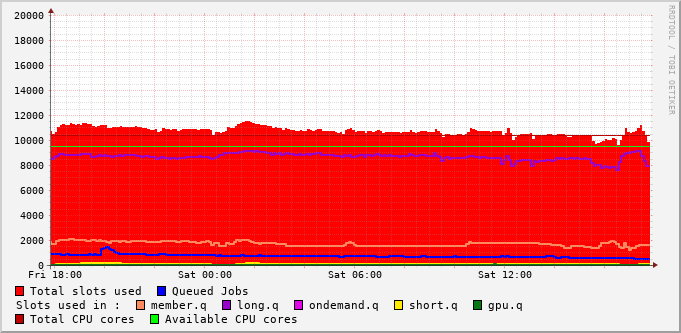 20000
18000
16000
14000
12000
10000
8000
6000
4000
2000
0
Fri 18:00 Sat 00:00 Sat 06:00 Sat 12:00
RRDTOOL / TOBI OETIKER
Total slots used Queued Jobs
Slots used in : member.q long.q ondemand.q short.q gpu.q
Total CPU cores Available CPU cores